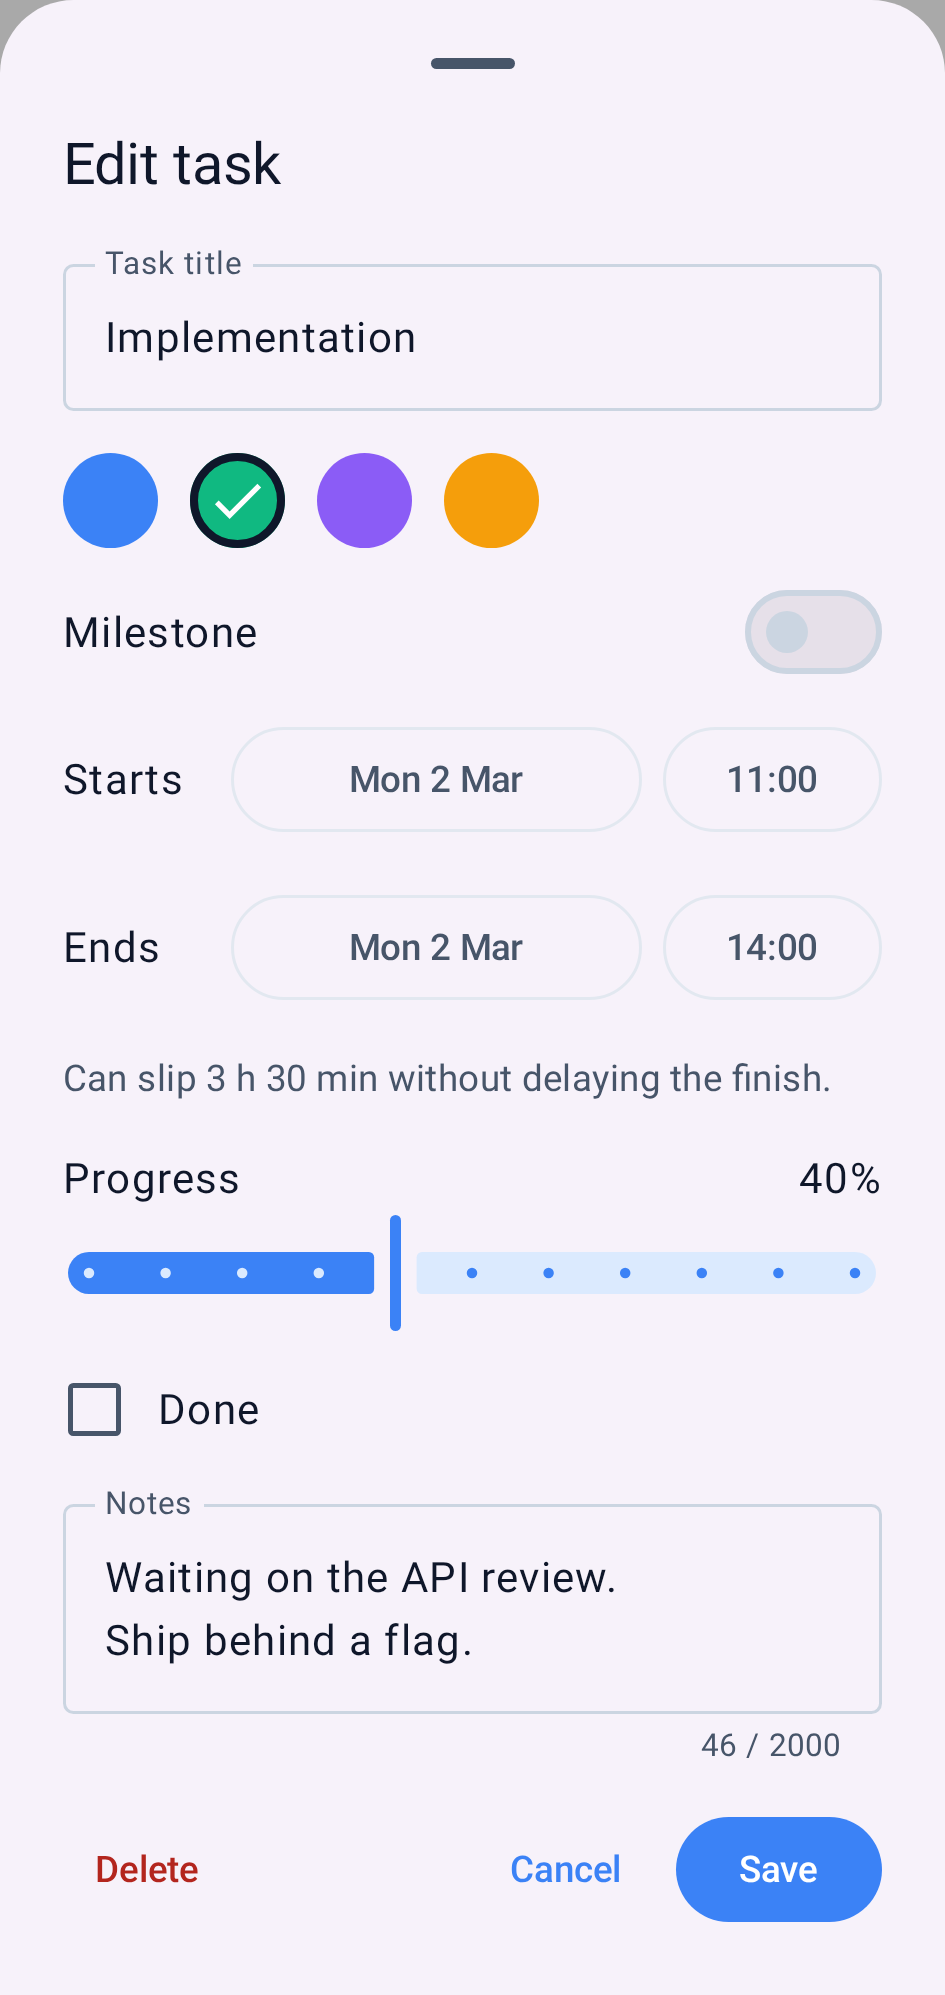 Edit task
Task title
Implementation
Milestone
Starts
Mon 2 Mar
11:00
Ends
Mon 2 Mar
14:00
Can slip 3 h 30 min without delaying the finish.
Progress
40%
Done
Notes
Waiting on the API review.
Ship behind a flag.
46 / 2000
Delete
Cancel
Save